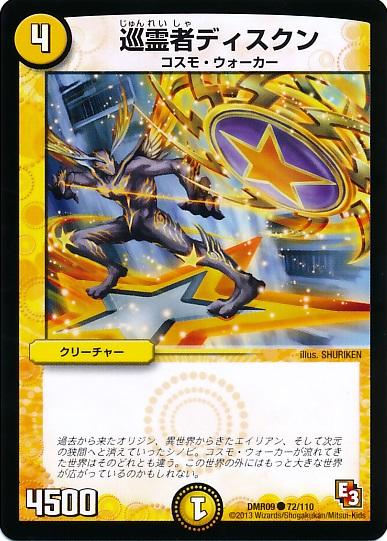 4
じゅんれいしゃ
巡霊者ディスクン
コスモ・ウォーカー
クリーチャー
illus. SHURIKEN
過去から来たオリジン、異世界からきたエイリアン、そして次元
の狭間へと消えていったシノビ。コスモ・ウォーカーが流れてき
た世界はそのどれとも違う。この世界の外にはもっと大きな世界
が広がっているのかもしれない。
4500
1
E3
DMR09 ● 72/110
©2013 Wizards/Shogakukan/Mitsui-Kids